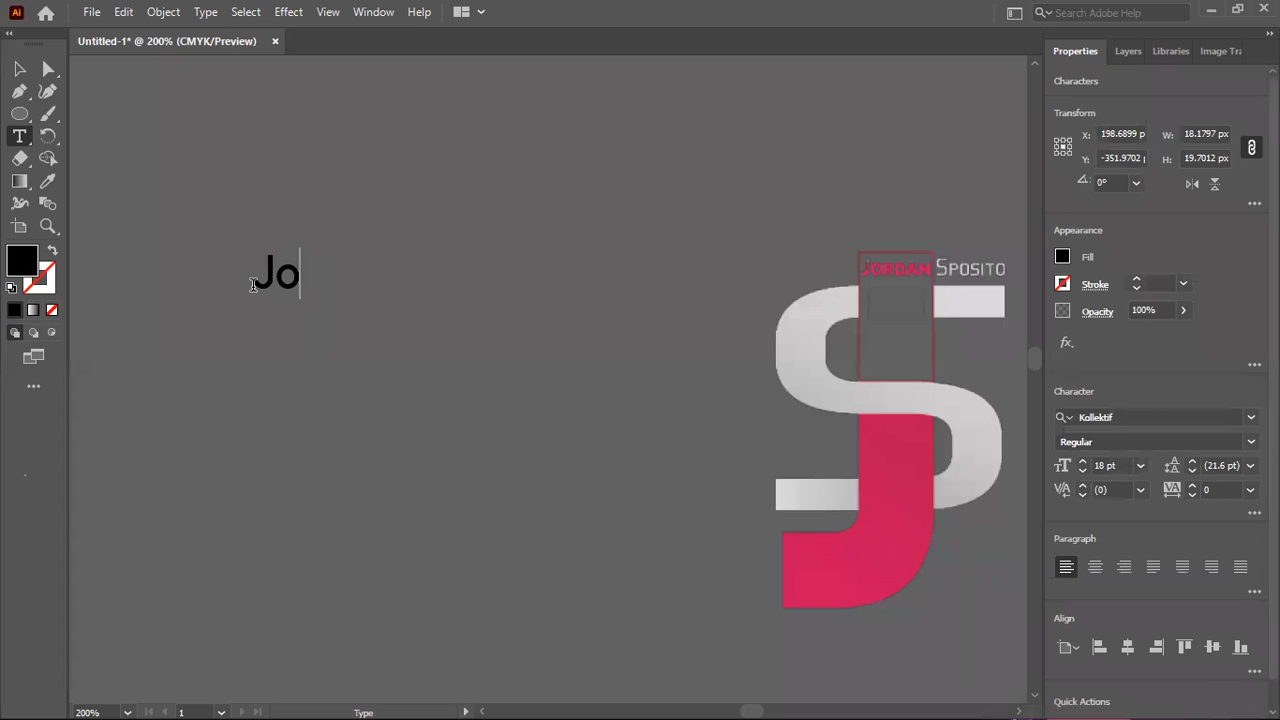 Ai File Edit Object Type Select Effect View Window Help Search Adobe Help
Untitled-1* @ 200% (CMYK/Preview)
Properties Layers Libraries Image Tra
Characters
Transform
X: 198.6899 p W: 18.1797 px
Y: -351.9702 H: 19.7012 px
0°
Appearance
Fill
Stroke
Opacity 100%
fx.
Character
Kollektif
Regular
18 pt (21.6 pt)
(0) 0
Paragraph
Align
Quick Actions
Jo
JORDAN SPOSITO
200% 1 Type